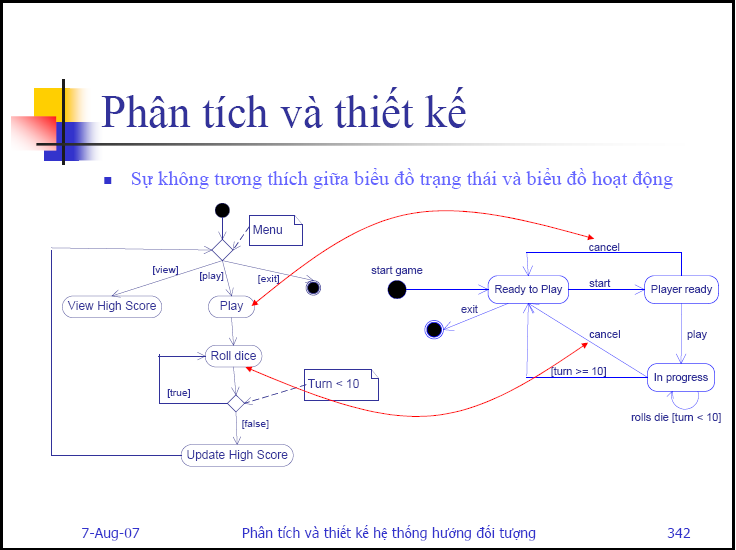 Phân tích và thiết kế
Sự không tương thích giữa biểu đồ trạng thái và biểu đồ hoạt động
Menu
[view]
[play]
[exit]
View High Score
Play
Roll dice
[true]
Turn < 10
[false]
Update High Score
start game
cancel
Ready to Play
start
Player ready
exit
cancel
play
[turn >= 10]
In progress
rolls die [turn < 10]
7-Aug-07
Phân tích và thiết kế hệ thống hướng đối tượng
342